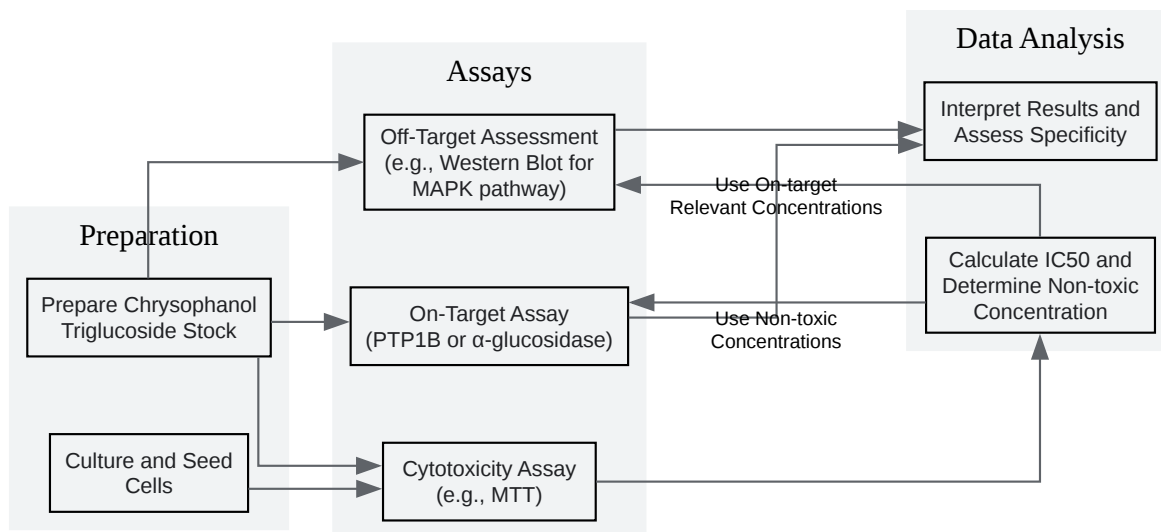 Preparation
Prepare Chrysophanol
Triglucoside Stock
Culture and Seed
Cells
Assays
Off-Target Assessment
(e.g., Western Blot for
MAPK pathway)
On-Target Assay
(PTP1B or α-glucosidase)
Cytotoxicity Assay
(e.g., MTT)
Use On-target
Relevant Concentrations
Use Non-toxic
Concentrations
Data Analysis
Interpret Results and
Assess Specificity
Calculate IC50 and
Determine Non-toxic
Concentration